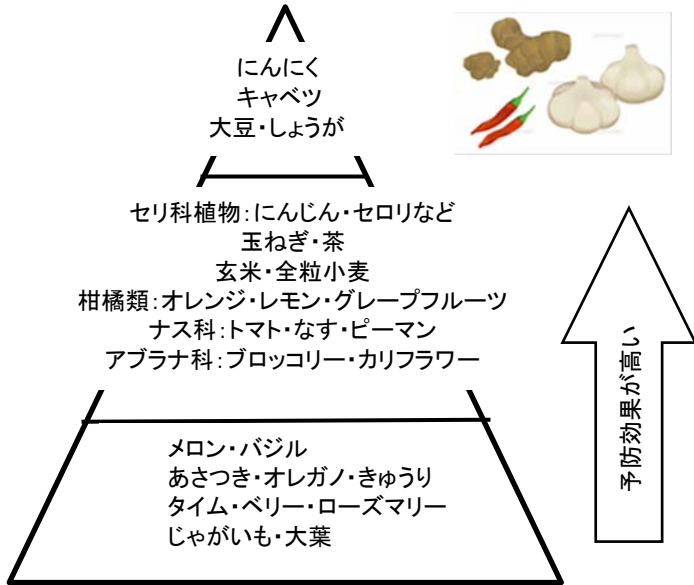 にんにく
キャベツ
大豆・しょうが
セリ科植物：にんじん・セロリなど
玉ねぎ・茶
玄米・全粒小麦
柑橘類：オレンジ・レモン・グレープフルーツ
ナス科：トマト・なす・ピーマン
アブラナ科：ブロッコリー・カリフラワー
メロン・バジル
あさつき・オレガノ・きゅうり
タイム・ベリー・ローズマリー
じゃがいも・大葉
予防効果が高い